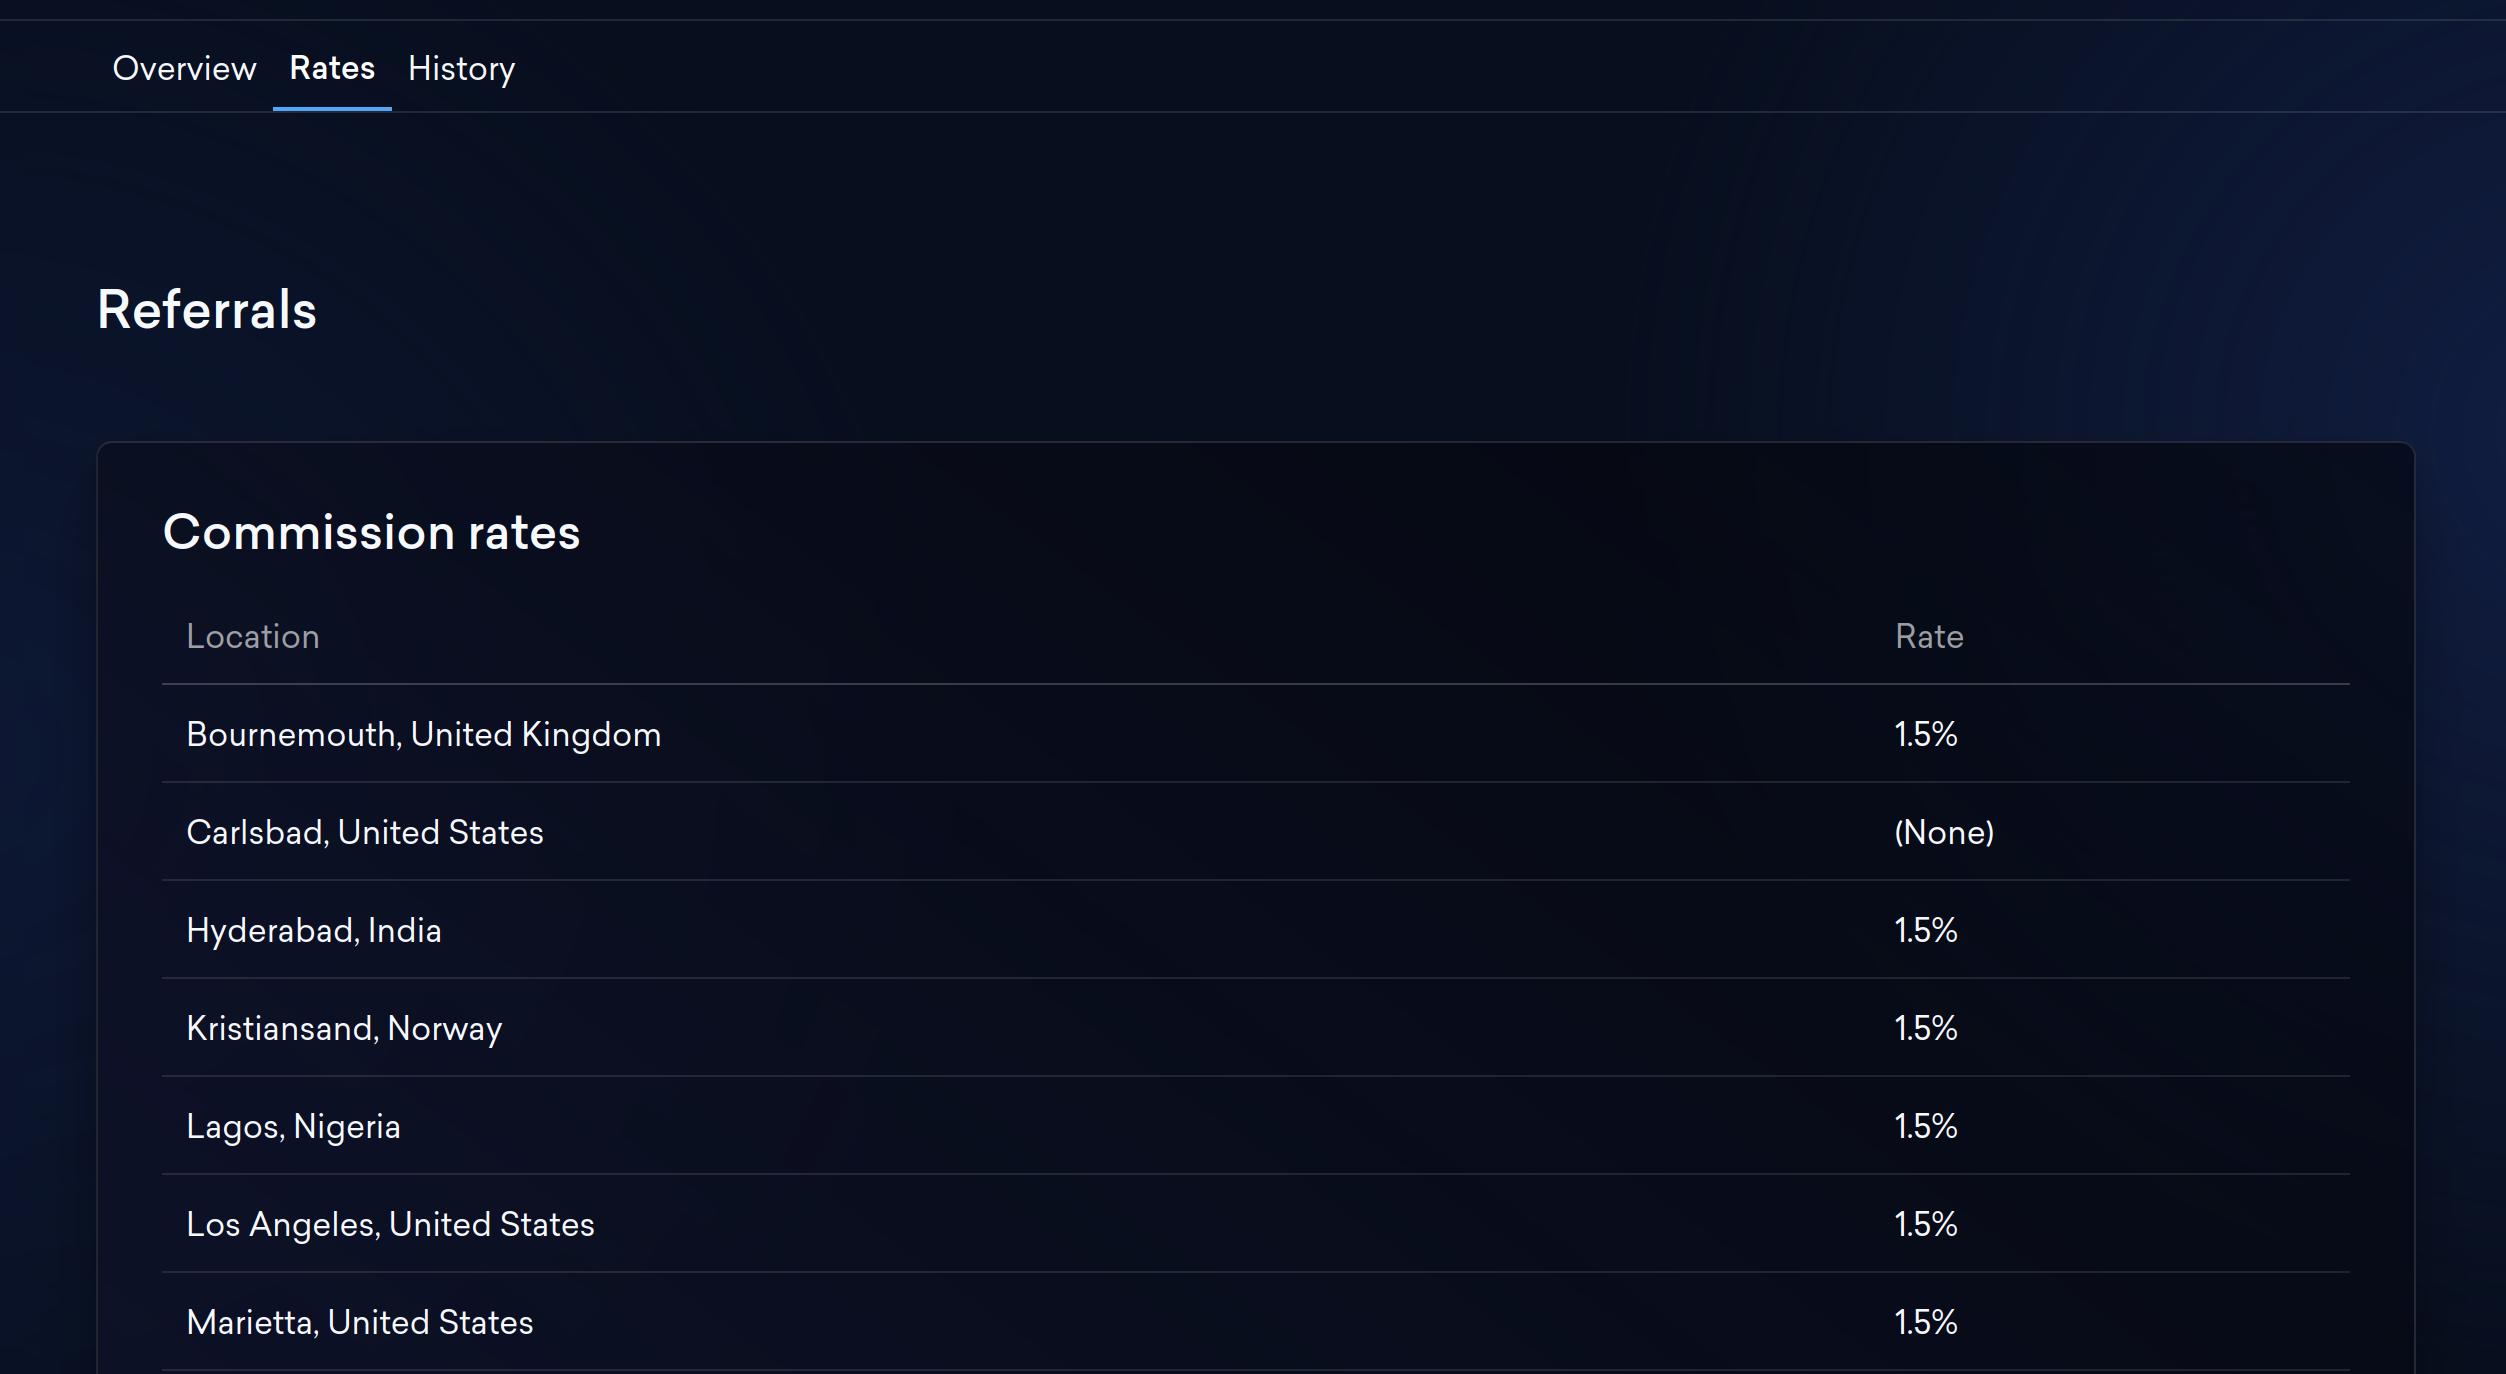 Overview Rates History
Referrals
Commission rates
Location Rate
Bournemouth, United Kingdom 1.5%
Carlsbad, United States (None)
Hyderabad, India 1.5%
Kristiansand, Norway 1.5%
Lagos, Nigeria 1.5%
Los Angeles, United States 1.5%
Marietta, United States 1.5%